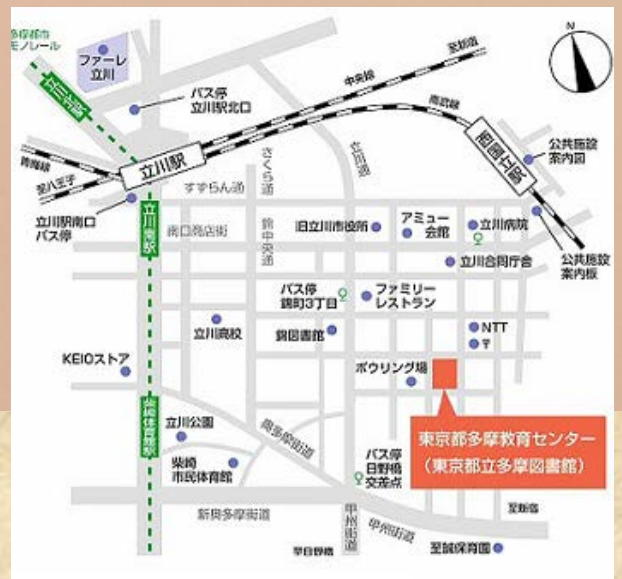 多摩都市
モノレール
ファーレ
立川
立川北駅
バス停
立川駅北口
中央線
至新宿
N
南武線
西国立駅
公共施設
案内図
青梅線
至八王子
立川駅
さくら通
立川通
すずらん通
立川駅南口
バス停
立川南駅
南口商店街
錦中央通
旧立川市役所
アミュー
会館
立川病院
立川合同庁舎
公共施設
案内板
バス停
錦町3丁目
ファミリー
レストラン
立川高校
錦図書館
NTT
〒
KEIOストア
ボウリング場
柴崎体育館駅
立川公園
奥多摩街道
東京都多摩教育センター
(東京都立多摩図書館)
柴崎
市民体育館
バス停
日野橋
交差点
新奥多摩街道
甲州街道
甲州街道
至新宿
至日野橋
至誠保育園